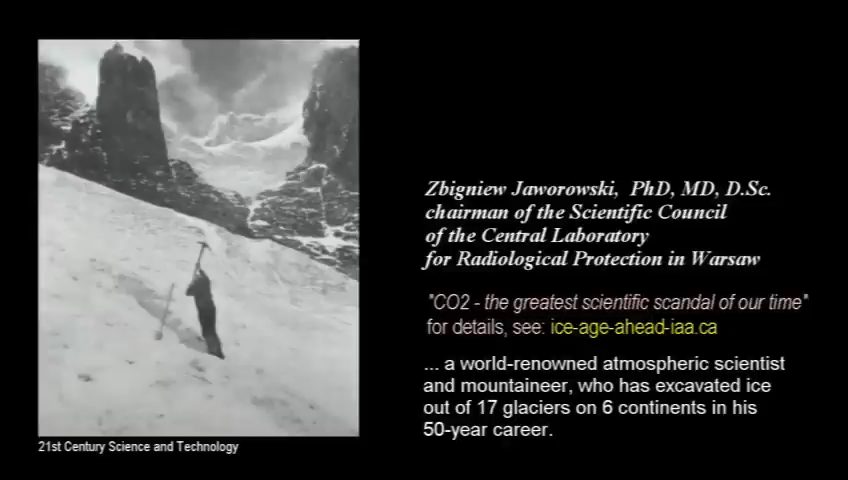 Zbigniew Jaworowski, PhD, MD, D.Sc.
chairman of the Scientific Council
of the Central Laboratory
for Radiological Protection in Warsaw
"CO2 - the greatest scientific scandal of our time"
for details, see: ice-age-ahead-iaa.ca
... a world-renowned atmospheric scientist
and mountaineer, who has excavated ice
out of 17 glaciers on 6 continents in his
50-year career.
21st Century Science and Technology